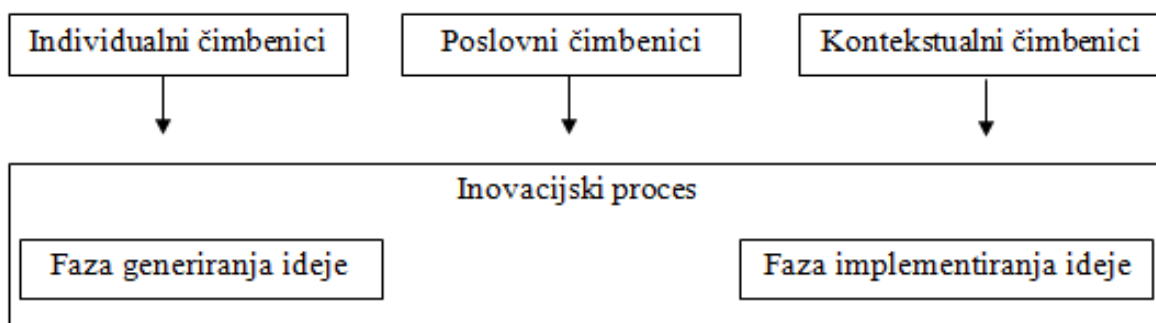 Individualni čimbenici
Poslovni čimbenici
Kontekstualni čimbenici
Inovacijski proces
Faza generiranja ideje
Faza implementiranja ideje